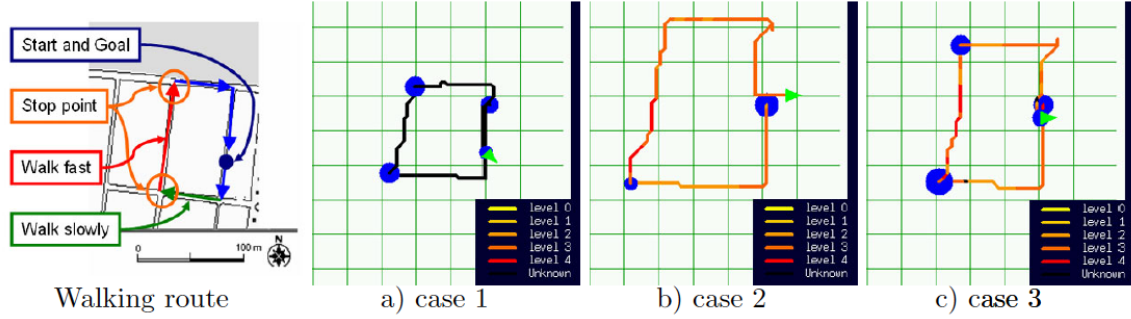 Start and Goal
Stop point
Walk fast
Walk slowly
0
100 m
N
Walking route
level 0
level 1
level 2
level 3
level 4
Unknown
a) case 1
level 0
level 1
level 2
level 3
level 4
Unknown
b) case 2
level 0
level 1
level 2
level 3
level 4
Unknown
c) case 3